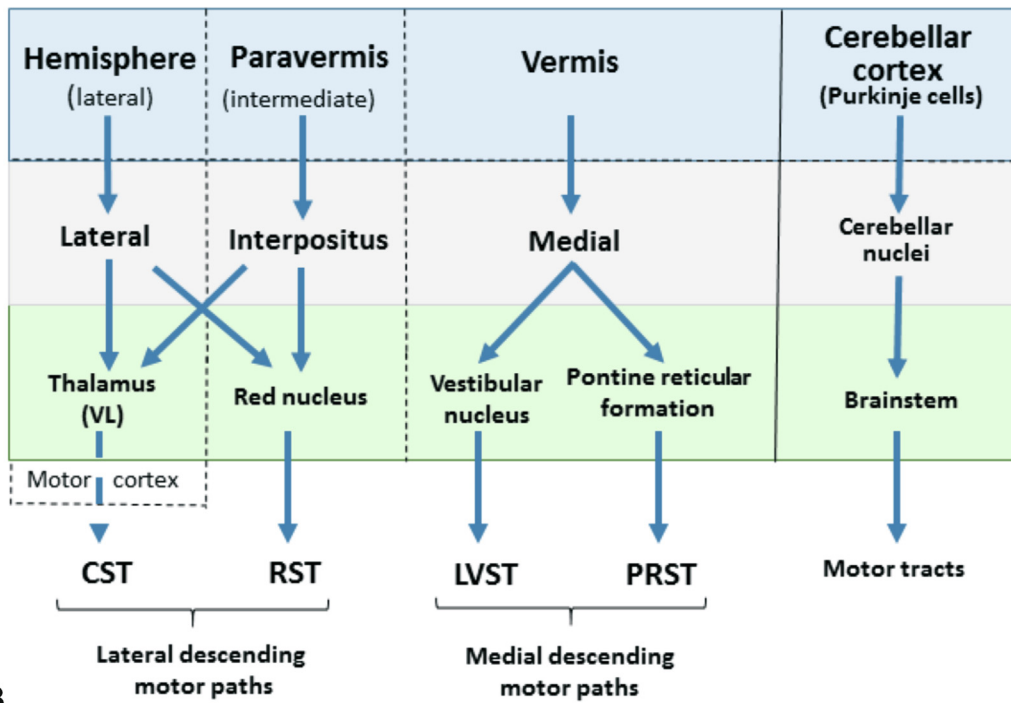 Hemisphere
(lateral)
Paravermis
(intermediate)
Vermis
Cerebellar
cortex
(Purkinje cells)
Lateral
Interpositus
Medial
Cerebellar
nuclei
Thalamus
(VL)
Red nucleus
Vestibular
nucleus
Pontine reticular
formation
Brainstem
Motor cortex
CST
RST
LVST
PRST
Motor tracts
Lateral descending
motor paths
Medial descending
motor paths